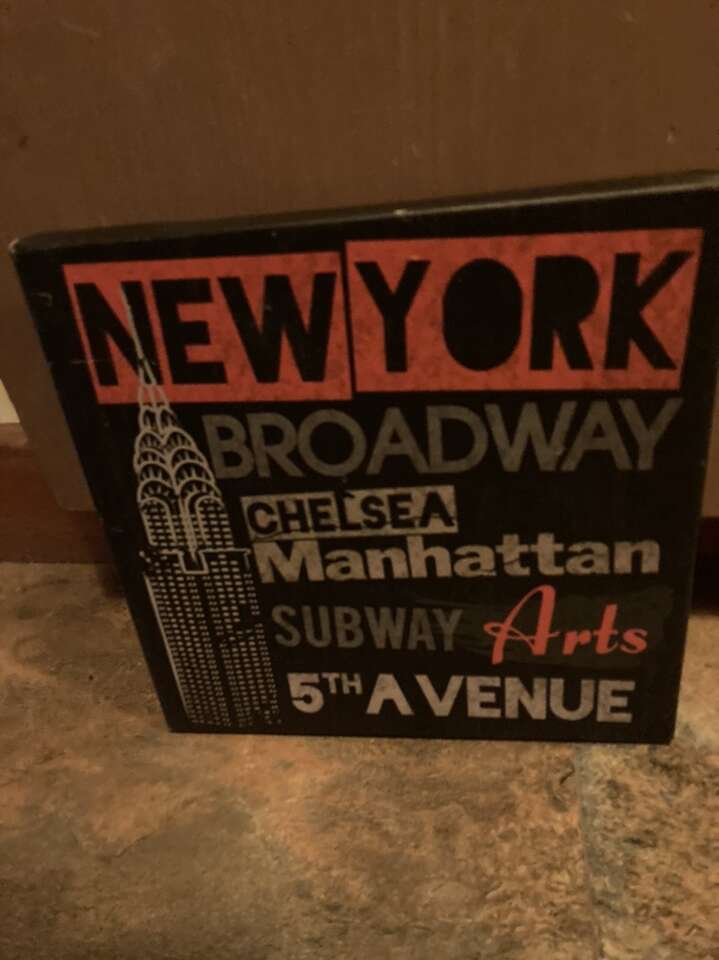 NEW YORK
BROADWAY
CHELSEA
Manhattan
SUBWAY Arts
5TH AVENUE